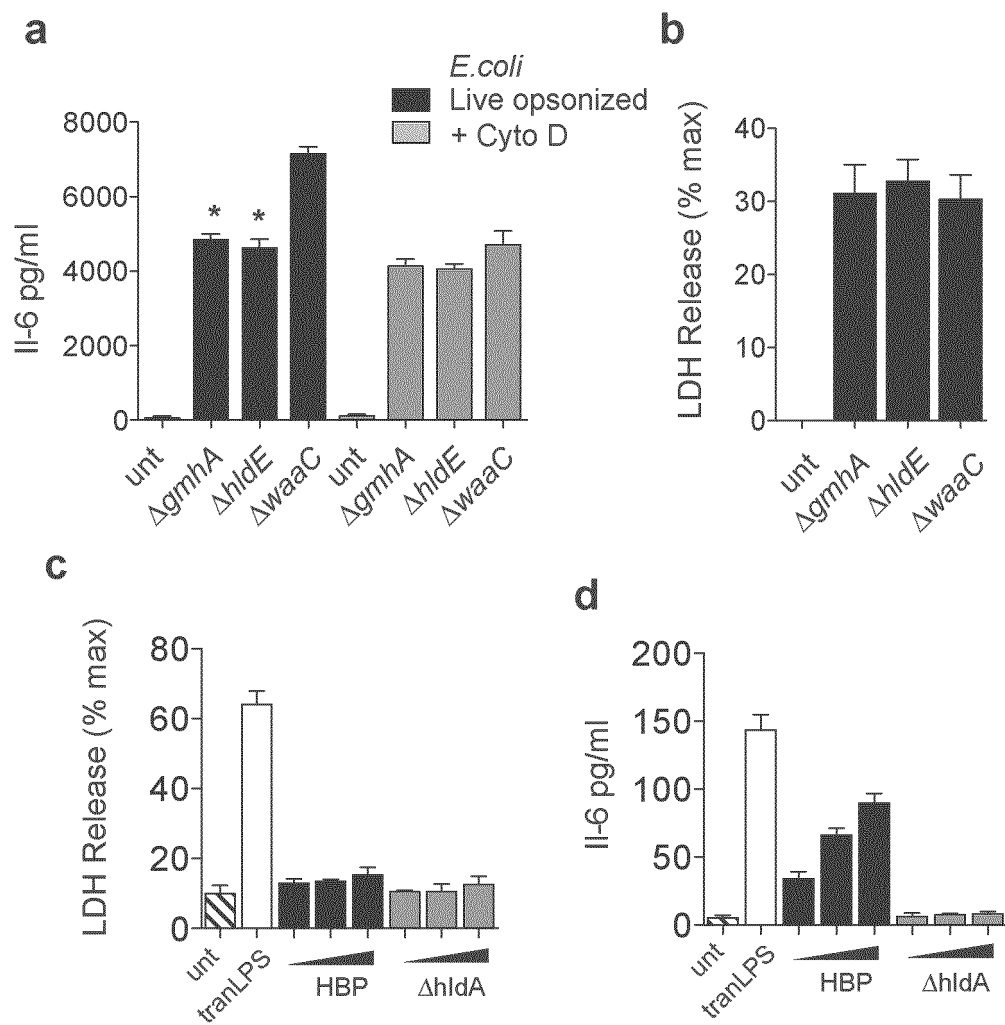 a
E.coli
Live opsonized
+ Cyto D
Il-6 pg/ml
8000
6000
4000
2000
0
* *
unt
ΔgmhA
ΔhldE
ΔwaaC
unt
ΔgmhA
ΔhldE
ΔwaaC
b
LDH Release (% max)
40
30
20
10
0
unt
ΔgmhA
ΔhldE
ΔwaaC
c
LDH Release (% max)
80
60
40
20
0
unt
tranLPS
HBP
ΔhldA
d
Il-6 pg/ml
200
150
100
50
0
unt
tranLPS
HBP
ΔhldA